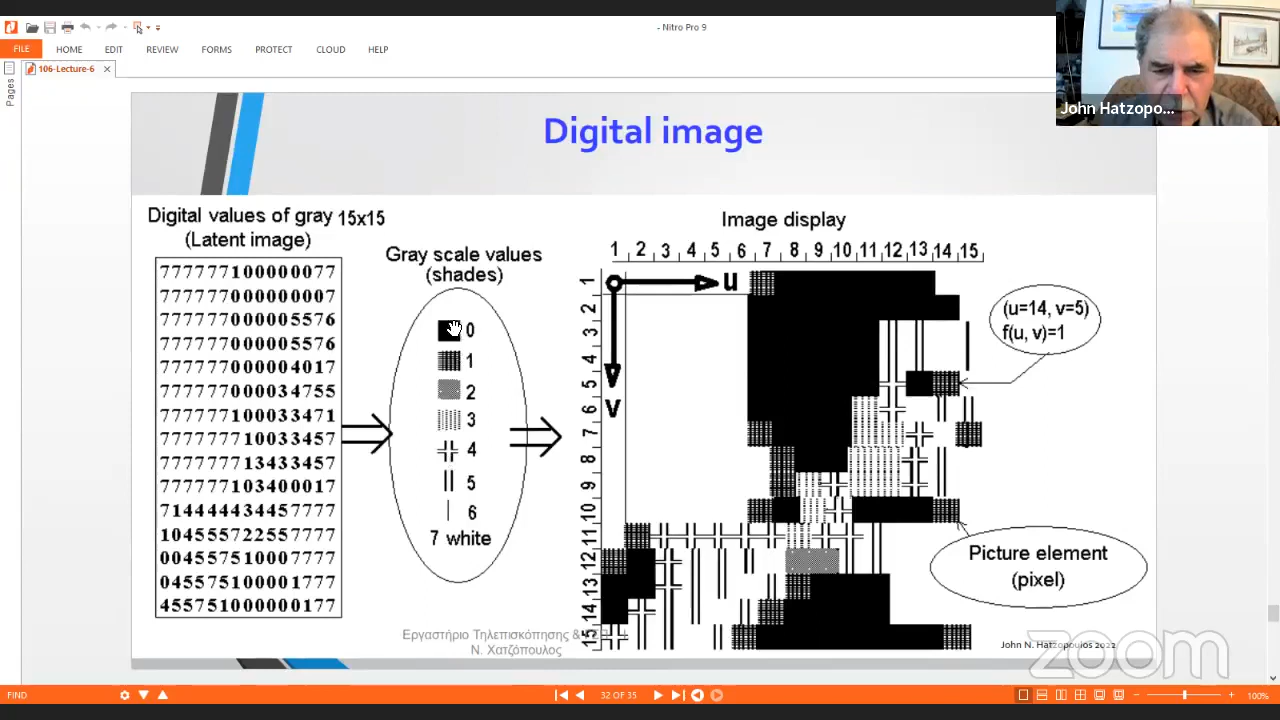 - Nitro Pro 9
FILE
HOME
EDIT
REVIEW
FORMS
PROTECT
CLOUD
HELP
106-Lecture-6
Pages
John Hatzopo...
Digital image
Digital values of gray 15x15
(Latent image)
777777100000077
777777000000007
777777000005576
777777000005576
777777000004017
777777000034755
777777100033471
777777710033457
777777713433457
777777103400017
714444434457777
104555722557777
004557510007777
045575100001777
455751000000177
Gray scale values
(shades)
0
1
2
3
4
5
6
7 white
Image display
1 2 3 4 5 6 7 8 9 10 11 12 13 14 15
u
v
1
2
3
4
5
6
7
8
9
10
11
12
13
14
15
(u=14, v=5)
f(u, v)=1
Picture element
(pixel)
Εργαστήριο Τηλεπισκόπησης &
Ν. Χατζόπουλος
John N. Hatzopoulos 2022
zoom
FIND
32 OF 35
100%